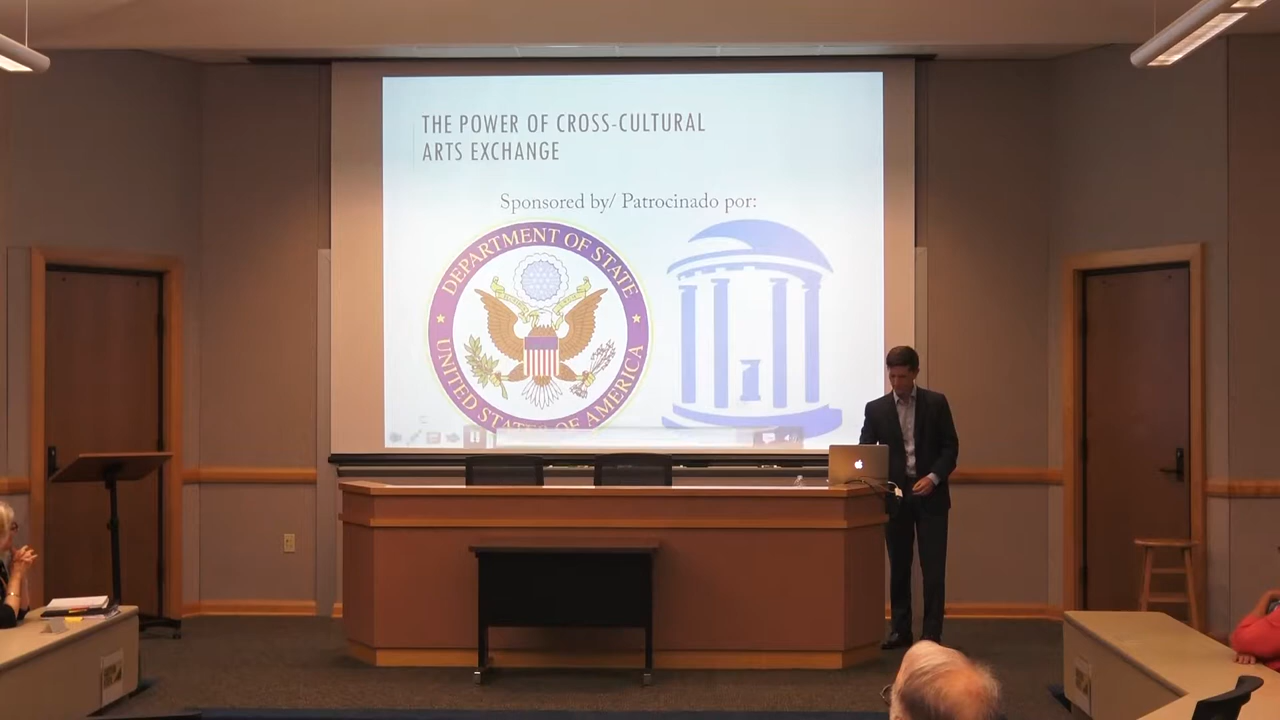 THE POWER OF CROSS-CULTURAL
ARTS EXCHANGE
Sponsored by/ Patrocinado por:
DEPARTMENT OF STATE
UNITED STATES OF AMERICA